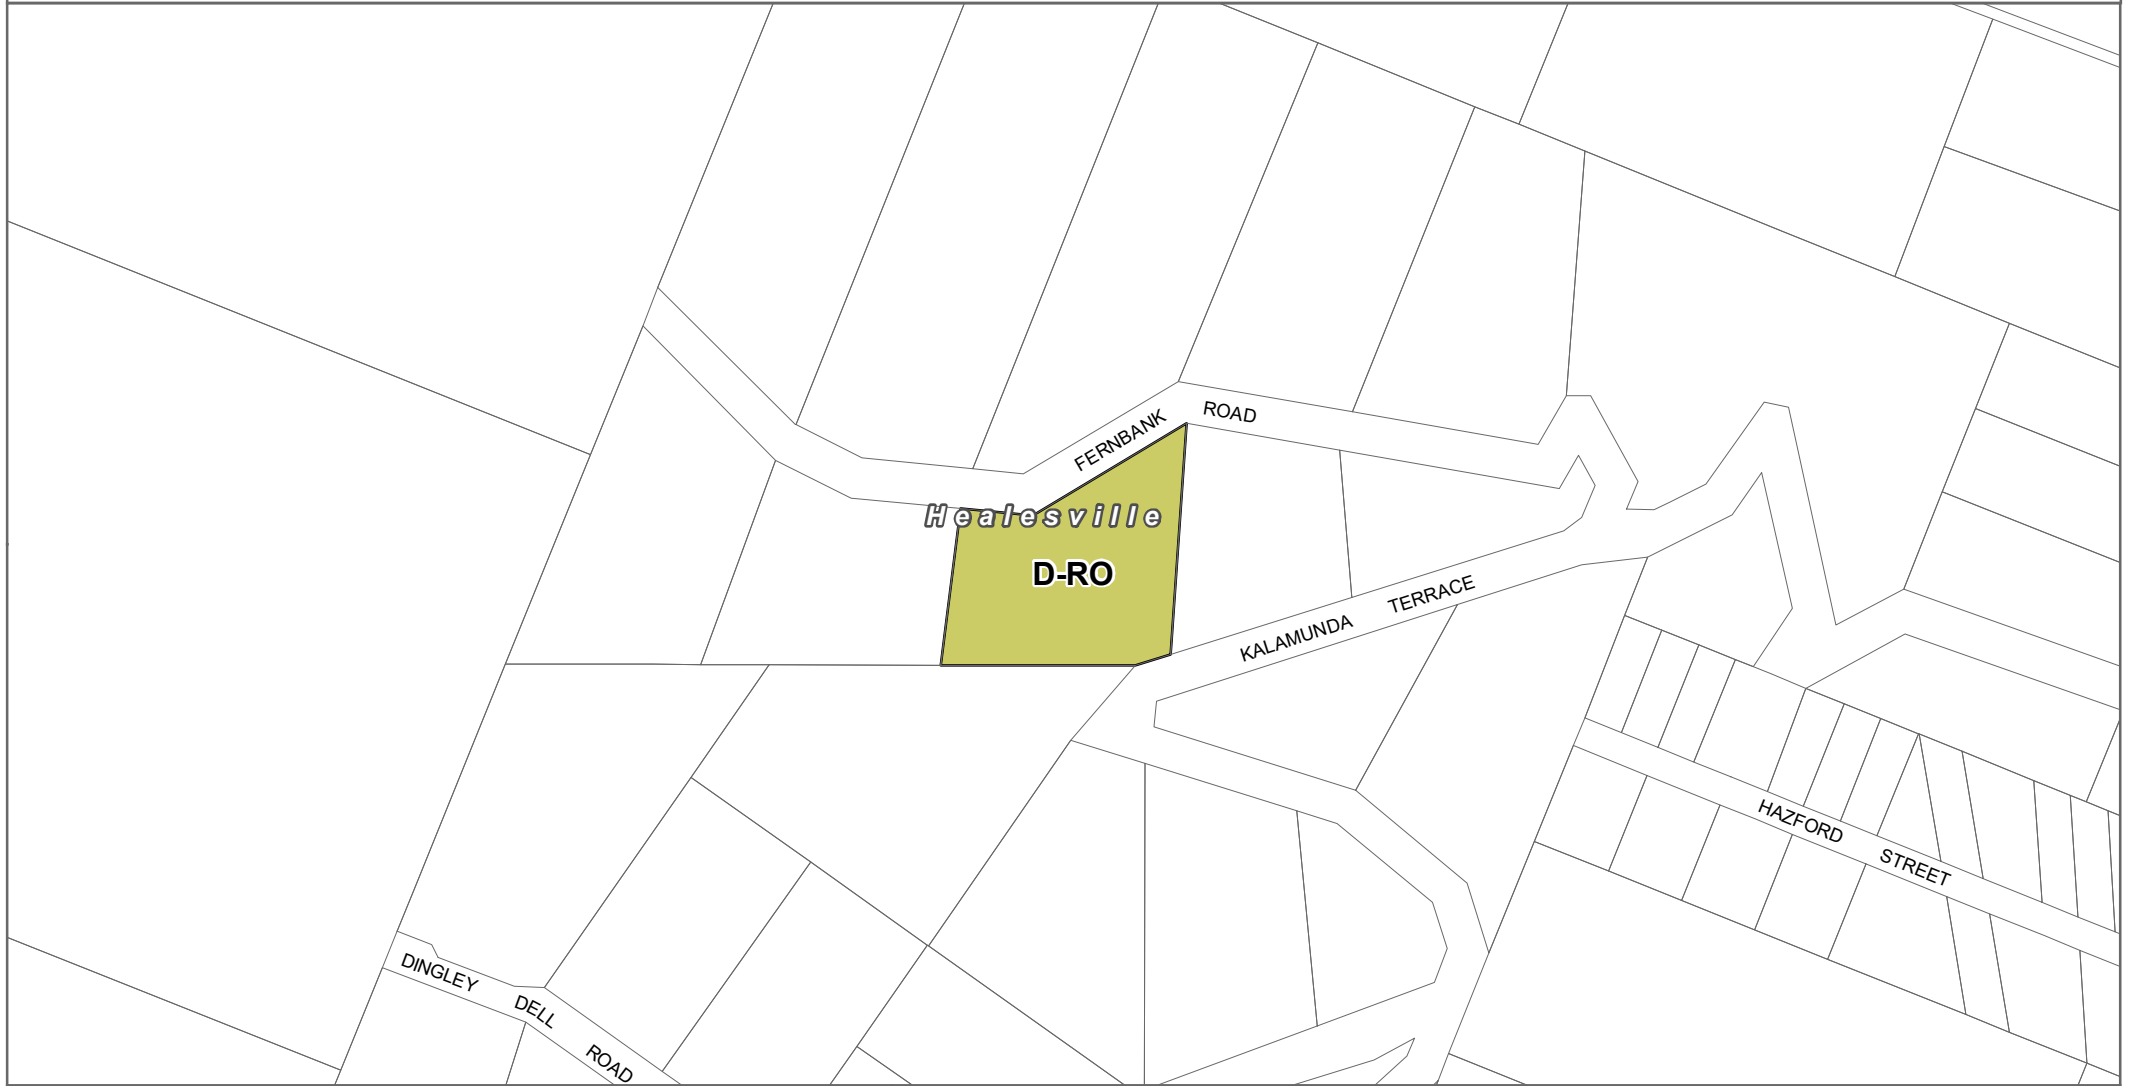 FERNBANK ROAD
Healesville
D-RO
KALAMUNDA TERRACE
HAZFORD STREET
DINGLEY DELL ROAD